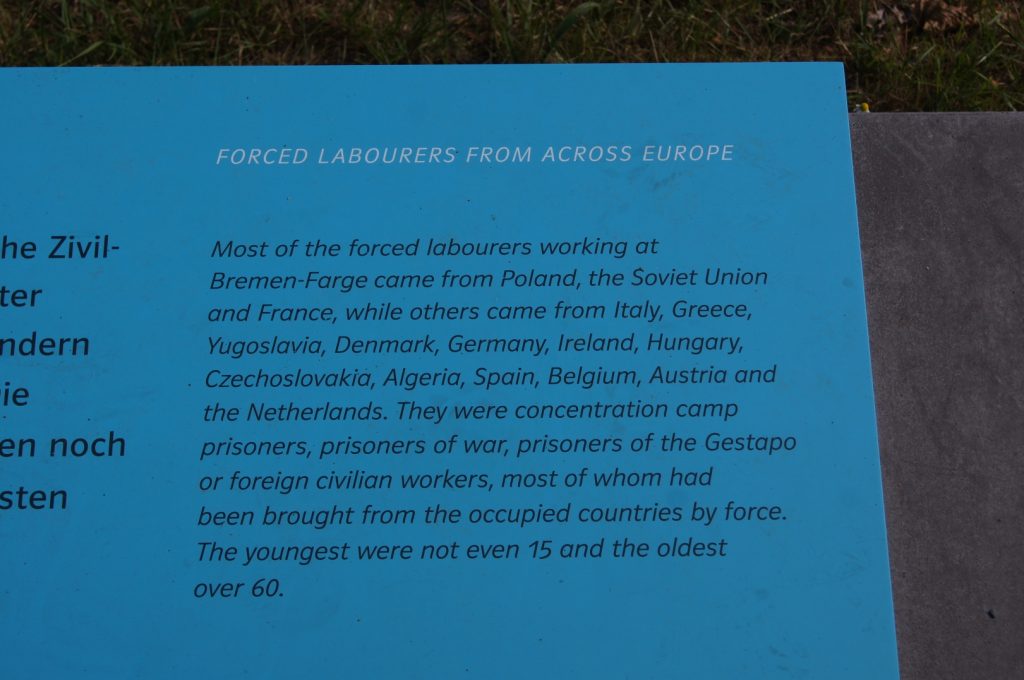 FORCED LABOURERS FROM ACROSS EUROPE
he Zivil-
ter
ndern
ie
en noch
sten
Most of the forced labourers working at
Bremen-Farge came from Poland, the Soviet Union
and France, while others came from Italy, Greece,
Yugoslavia, Denmark, Germany, Ireland, Hungary,
Czechoslovakia, Algeria, Spain, Belgium, Austria and
the Netherlands. They were concentration camp
prisoners, prisoners of war, prisoners of the Gestapo
or foreign civilian workers, most of whom had
been brought from the occupied countries by force.
The youngest were not even 15 and the oldest
over 60.